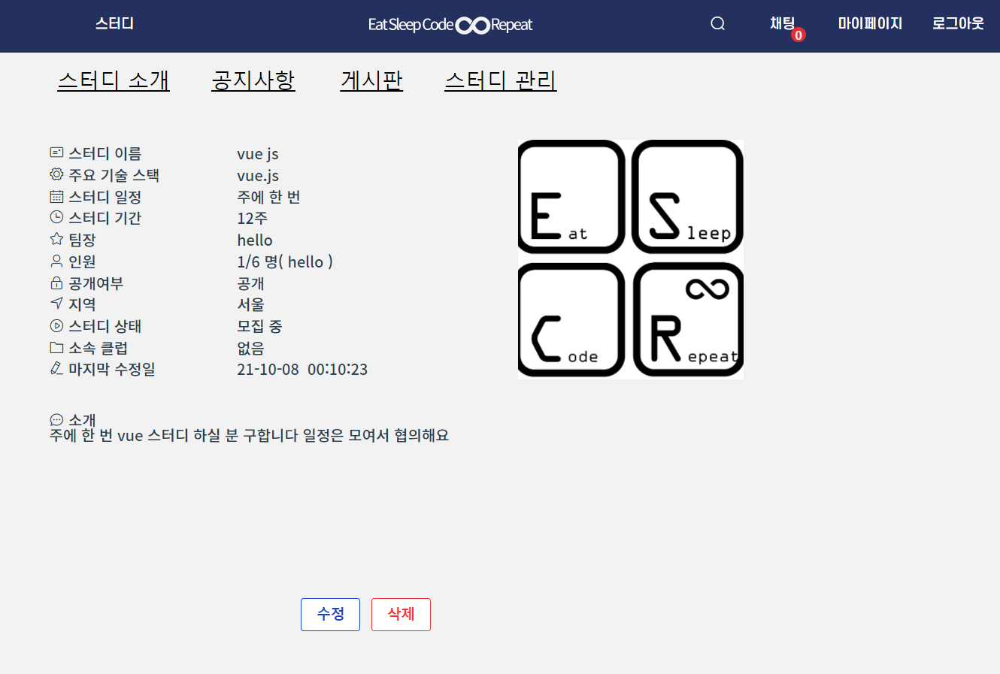 스터디
Eat Sleep Code ∞ Repeat
채팅
0
마이페이지
로그아웃
스터디 소개
공지사항
게시판
스터디 관리
스터디 이름 vue js
주요 기술 스택 vue.js
스터디 일정 주에 한 번
스터디 기간 12주
팀장 hello
인원 1/6 명( hello )
공개여부 공개
지역 서울
스터디 상태 모집 중
소속 클럽 없음
마지막 수정일 21-10-08 00:10:23
Eat
Sleep
Code
∞
Repeat
소개
주에 한 번 vue 스터디 하실 분 구합니다 일정은 모여서 협의해요
수정
삭제